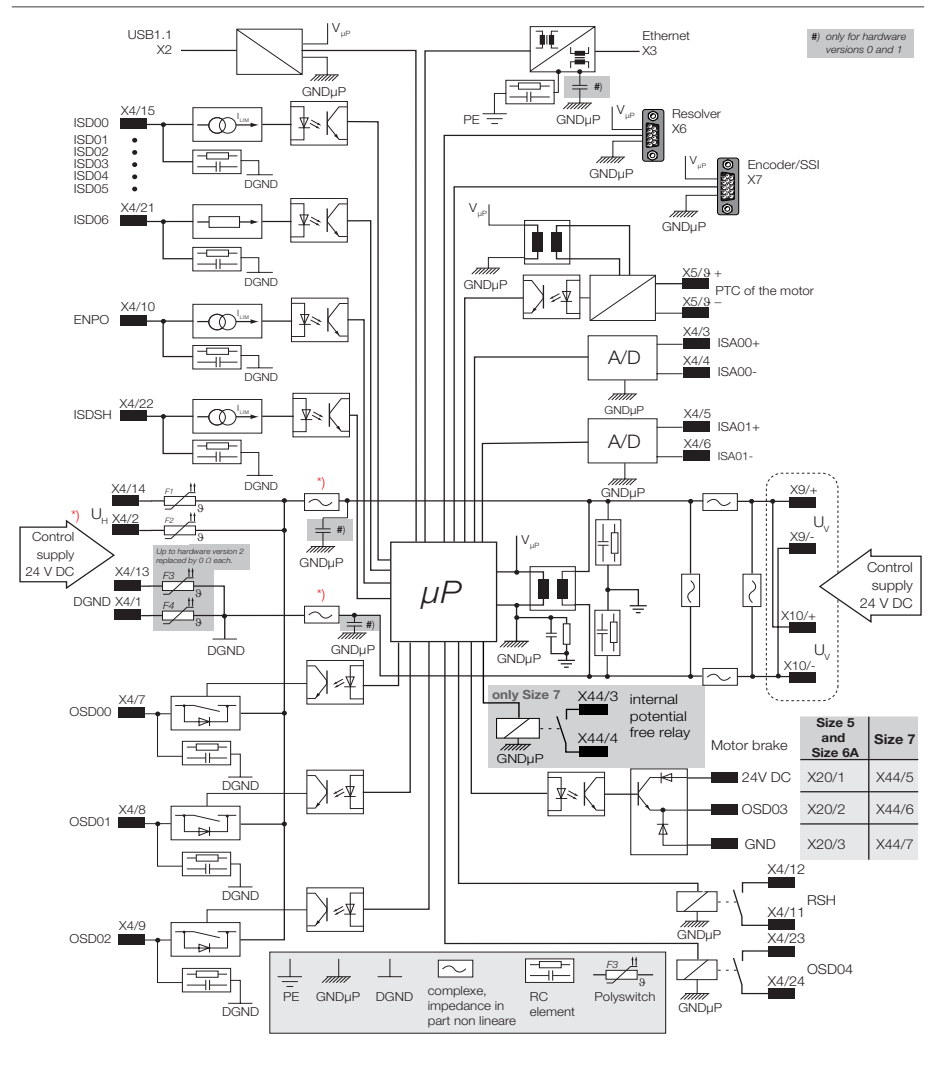 USB1.1
X2
VµP
GNDµP
Ethernet
X3
#) only for hardware
versions 0 and 1
PE
#)
GNDµP
VµP
Resolver
X6
GNDµP
VµP
Encoder/SSI
X7
GNDµP
ISD00
X4/15
ILIM
DGND
ISD01
ISD02
ISD03
ISD04
ISD05
ISD06
X4/21
DGND
VµP
GNDµP
X5/ϑ +
PTC of the motor
X5/ϑ –
ENPO
X4/10
ILIM
DGND
A/D
X4/3
ISA00+
X4/4
ISA00-
GNDµP
ISDSH
X4/22
ILIM
DGND
A/D
X4/5
ISA01+
X4/6
ISA01-
GNDµP
*)
Control
supply
24 V DC
X4/14
F1
ϑ
UH
X4/2
F2
ϑ
*)
#)
GNDµP
Up to hardware version 2
replaced by 0 Ω each.
X4/13
F3
ϑ
DGND
X4/1
F4
ϑ
DGND
*)
#)
GNDµP
µP
VµP
GNDµP
X9/+
UV
X9/-
Control
supply
24 V DC
X10/+
UV
X10/-
OSD00
X4/7
DGND
OSD01
X4/8
DGND
OSD02
X4/9
DGND
only Size 7
X44/3
X44/4
GNDµP
internal
potential
free relay
Motor brake
Size 5
and
Size 6A
Size 7
24V DC
X20/1
X44/5
OSD03
X20/2
X44/6
GND
X20/3
X44/7
X4/12
RSH
X4/11
GNDµP
X4/23
OSD04
X4/24
GNDµP
PE
GNDµP
DGND
complexe,
impedance in
part non lineare
RC
element
F3
ϑ
Polyswitch